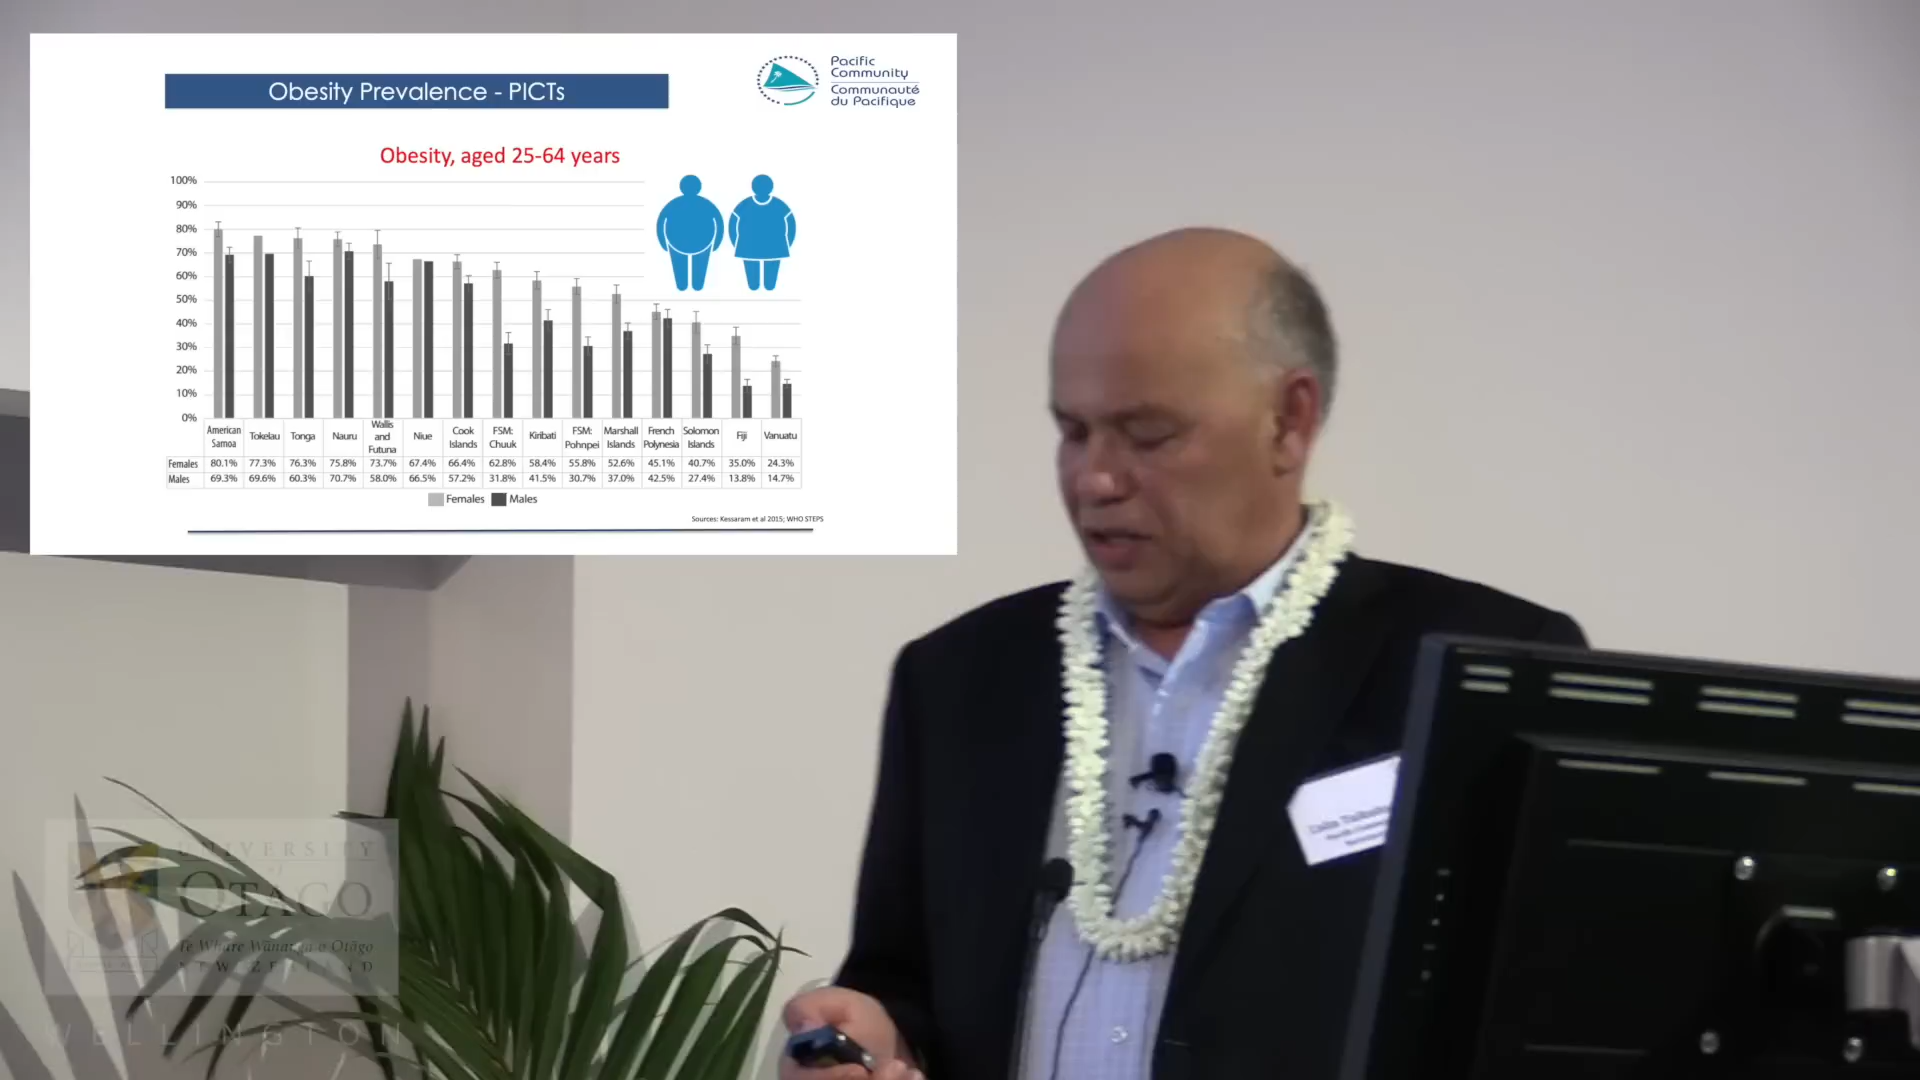 Obesity Prevalence - PICTs
Pacific
Community
Communauté
du Pacifique
Obesity, aged 25-64 years
100%
90%
80%
70%
60%
50%
40%
30%
20%
10%
0%
American Samoa Tokelau Tonga Nauru Wallis and Futuna Niue Cook Islands FSM: Chuuk Kiribati FSM: Pohnpei Marshall Islands French Polynesia Solomon Islands Fiji Vanuatu
Females 80.1% 77.3% 76.3% 75.8% 73.7% 67.4% 66.4% 62.8% 58.4% 55.8% 52.6% 45.1% 40.7% 35.0% 24.3%
Males 69.3% 69.6% 60.3% 70.7% 58.0% 66.5% 57.2% 31.8% 41.5% 30.7% 37.0% 42.5% 27.4% 13.8% 14.7%
Females Males
Sources: Kessaram et al 2015; WHO STEPS
UNIVERSITY
of
OTAGO
Te Whare Wānanga o Otāgo
NEW ZEALAND
WELLINGTON